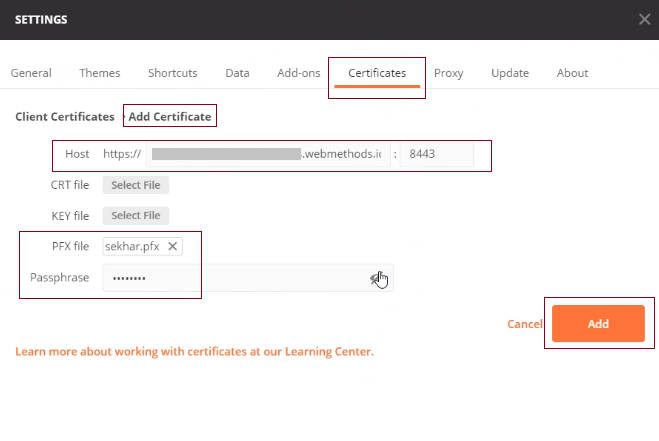 SETTINGS
General Themes Shortcuts Data Add-ons Certificates Proxy Update About
Client Certificates Add Certificate
Host https:// .webmethods.io : 8443
CRT file Select File
KEY file Select File
PFX file sekhar.pfx
Passphrase ••••••••
Cancel Add
Learn more about working with certificates at our Learning Center.